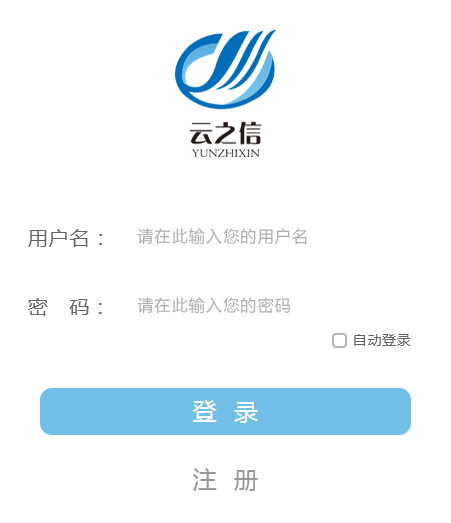 云之信
YUNZHIXIN
用户名： 请在此输入您的用户名
密 码： 请在此输入您的密码
自动登录
登 录
注 册